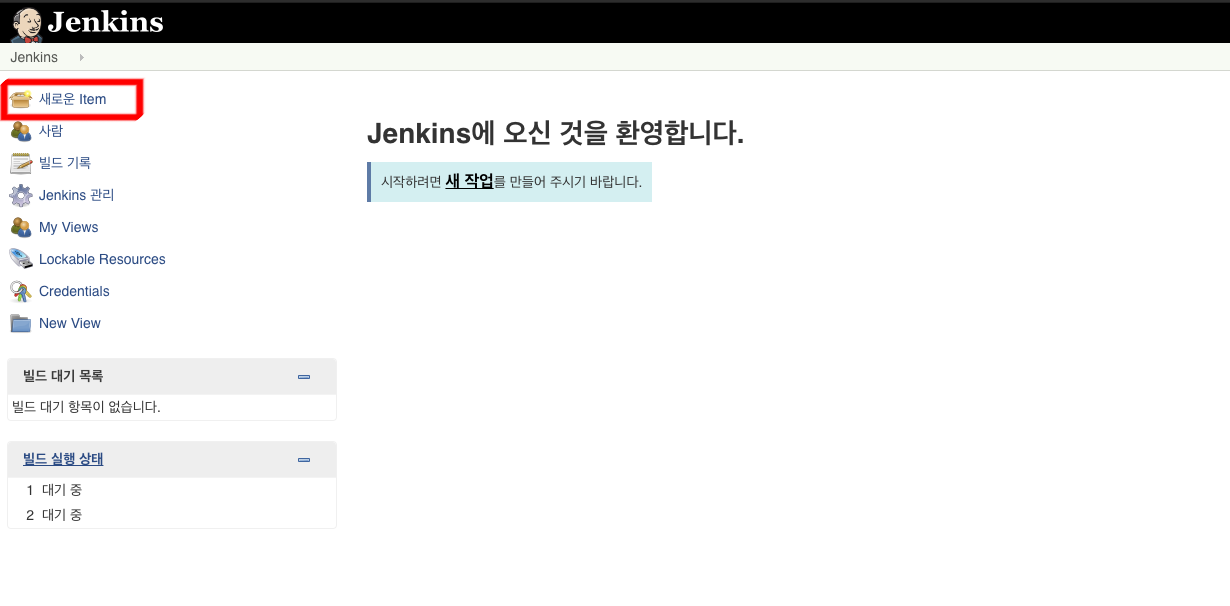 Jenkins
Jenkins
새로운 Item
사람
빌드 기록
Jenkins 관리
My Views
Lockable Resources
Credentials
New View
빌드 대기 목록
빌드 대기 항목이 없습니다.
빌드 실행 상태
1 대기 중
2 대기 중
Jenkins에 오신 것을 환영합니다.
시작하려면 새 작업를 만들어 주시기 바랍니다.